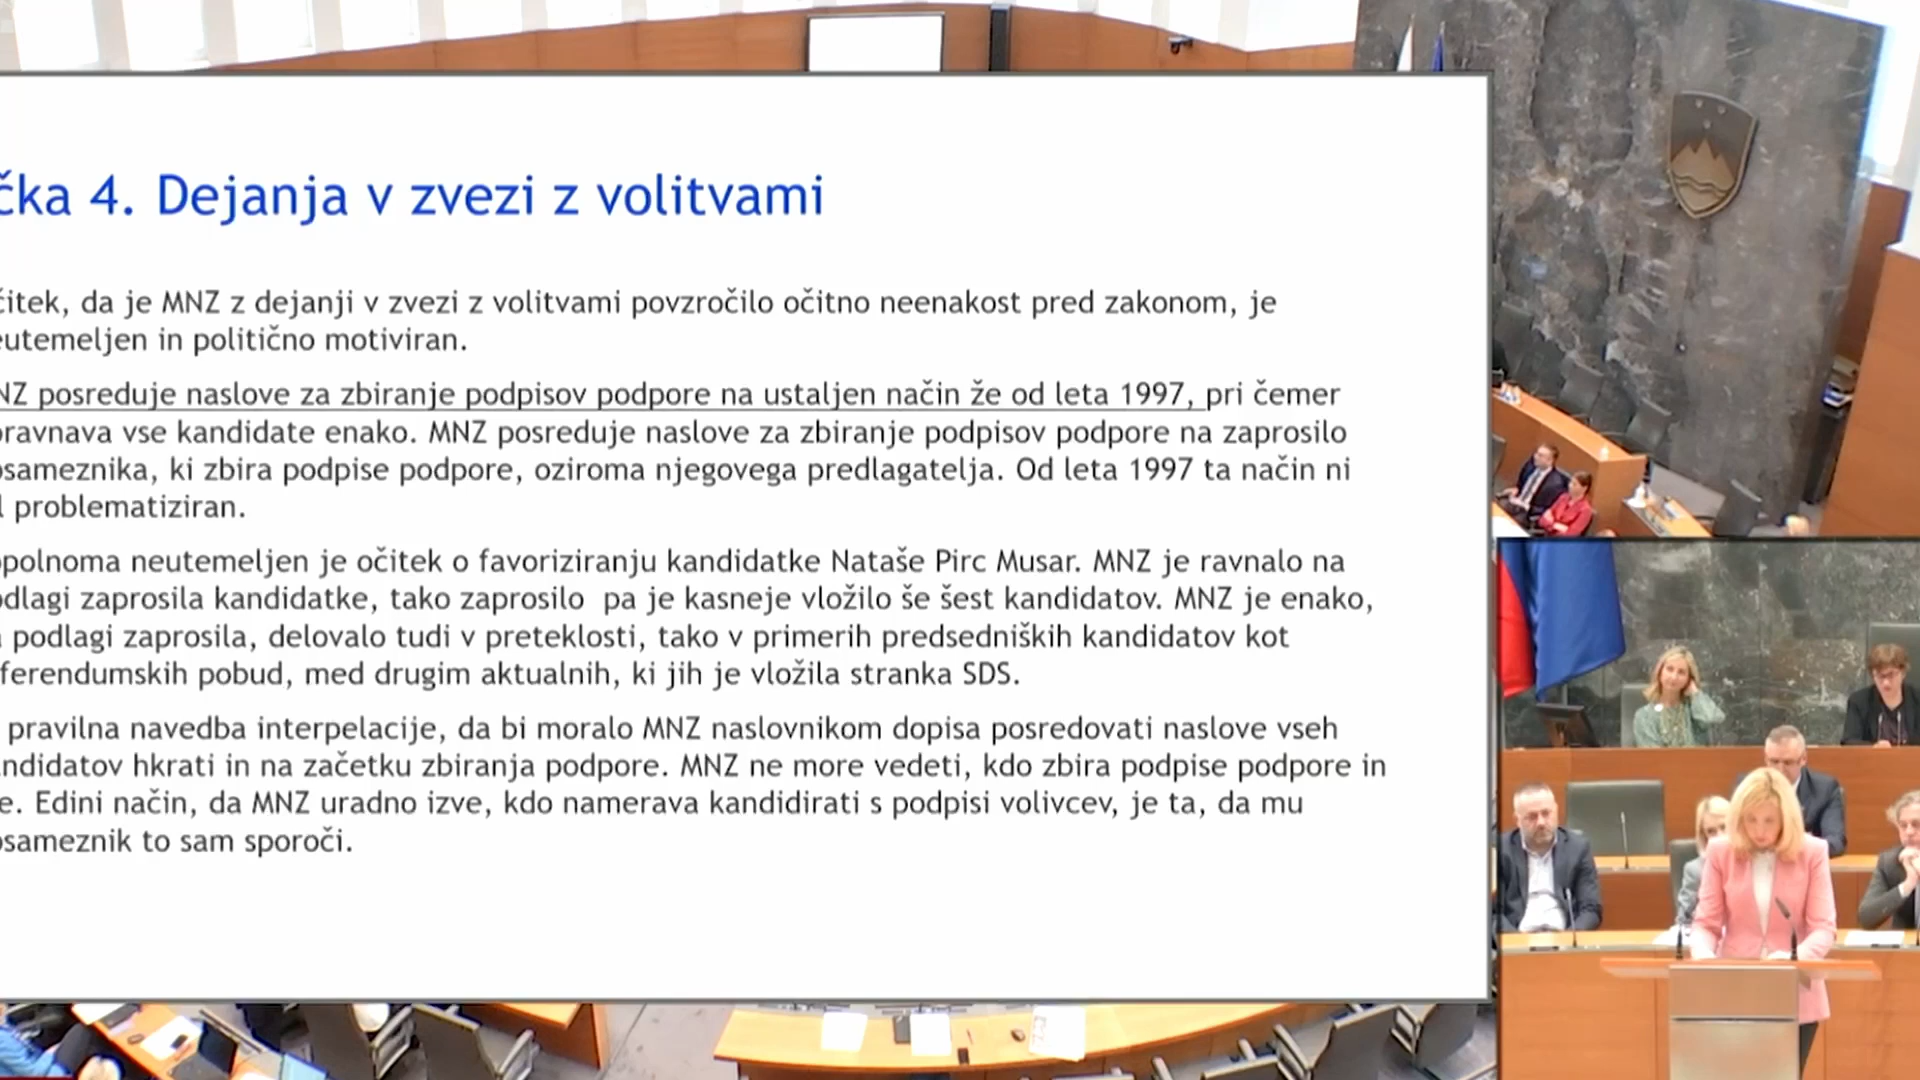 čka 4. Dejanja v zvezi z volitvami
čitek, da je MNZ z dejanji v zvezi z volitvami povzročilo očitno neenakost pred zakonom, je
eutemeljen in politično motiviran.
NZ posreduje naslove za zbiranje podpisov podpore na ustaljen način že od leta 1997, pri čemer
bravnava vse kandidate enako. MNZ posreduje naslove za zbiranje podpisov podpore na zaprosilo
osameznika, ki zbira podpise podpore, oziroma njegovega predlagatelja. Od leta 1997 ta način ni
l problematiziran.
opolnoma neutemeljen je očitek o favoriziranju kandidatke Nataše Pirc Musar. MNZ je ravnalo na
odlagi zaprosila kandidatke, tako zaprosilo pa je kasneje vložilo še šest kandidatov. MNZ je enako,
a podlagi zaprosila, delovalo tudi v preteklosti, tako v primerih predsedniških kandidatov kot
ferendumskih pobud, med drugim aktualnih, ki jih je vložila stranka SDS.
pravilna navedba interpelacije, da bi moralo MNZ naslovnikom dopisa posredovati naslove vseh
andidatov hkrati in na začetku zbiranja podpore. MNZ ne more vedeti, kdo zbira podpise podpore in
e. Edini način, da MNZ uradno izve, kdo namerava kandidirati s podpisi volivcev, je ta, da mu
osameznik to sam sporoči.